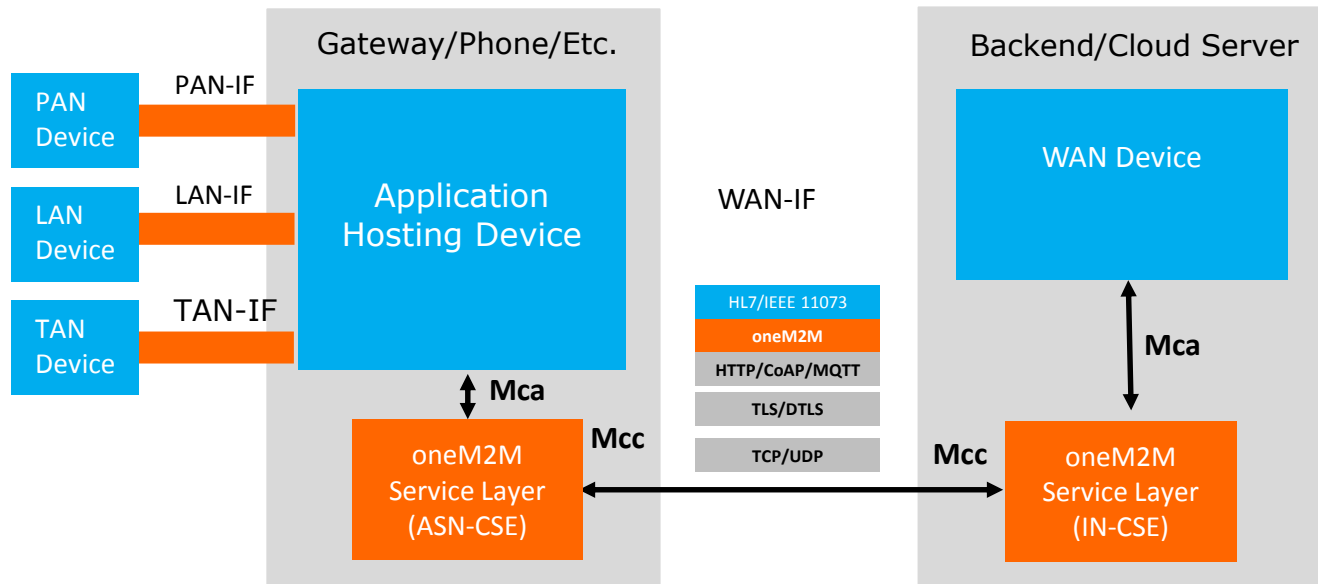 Gateway/Phone/Etc.
Backend/Cloud Server
PAN
Device
PAN-IF
LAN
Device
LAN-IF
TAN
Device
TAN-IF
Application
Hosting Device
WAN-IF
WAN Device
HL7/IEEE 11073
oneM2M
HTTP/CoAP/MQTT
TLS/DTLS
TCP/UDP
Mca
Mca
Mcc
Mcc
oneM2M
Service Layer
(ASN-CSE)
oneM2M
Service Layer
(IN-CSE)